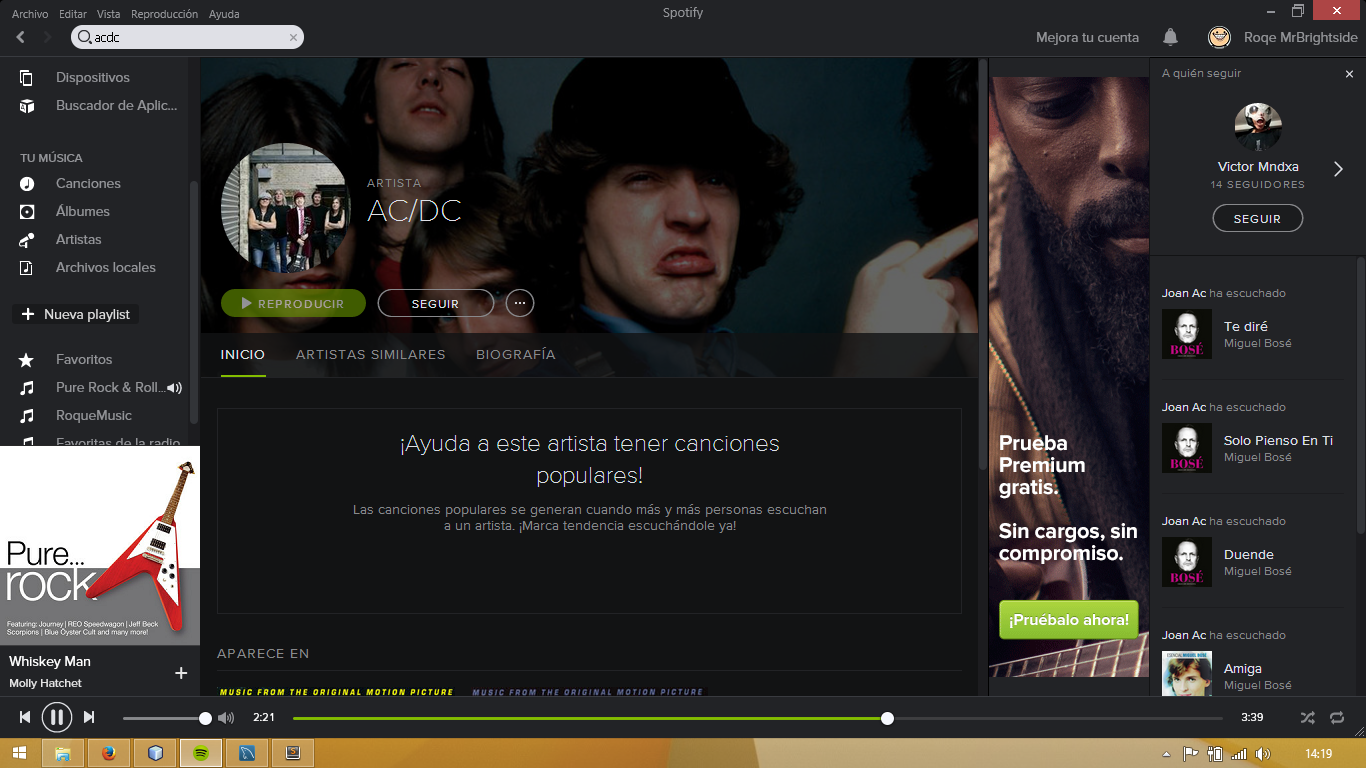 Archivo Editar Vista Reproducción Ayuda
Spotify
acdc
Mejora tu cuenta
Roqe MrBrightside
Dispositivos
Buscador de Aplic...
TU MÚSICA
Canciones
Álbumes
Artistas
Archivos locales
Nueva playlist
Favoritos
Pure Rock & Roll...
RoqueMusic
Favoritas de la radio
Pure...
rock
Featuring: Journey | REO Speedwagon | Jeff Beck
Scorpions | Blue Oyster Cult and many more!
Whiskey Man
Molly Hatchet
ARTISTA
AC/DC
REPRODUCIR
SEGUIR
INICIO
ARTISTAS SIMILARES
BIOGRAFÍA
¡Ayuda a este artista tener canciones
populares!
Las canciones populares se generan cuando más y más personas escuchan
a un artista. ¡Marca tendencia escuchándole ya!
APARECE EN
MUSIC FROM THE ORIGINAL MOTION PICTURE
MUSIC FROM THE ORIGINAL MOTION PICTURE
Prueba
Premium
gratis.
Sin cargos, sin
compromiso.
¡Pruébalo ahora!
A quién seguir
Victor Mndxa
14 SEGUIDORES
SEGUIR
Joan Ac ha escuchado
BOSÉ
Te diré
Miguel Bosé
Joan Ac ha escuchado
BOSÉ
Solo Pienso En Ti
Miguel Bosé
Joan Ac ha escuchado
BOSÉ
Duende
Miguel Bosé
Joan Ac ha escuchado
Amiga
Miguel Bosé
2:21
3:39
14:19